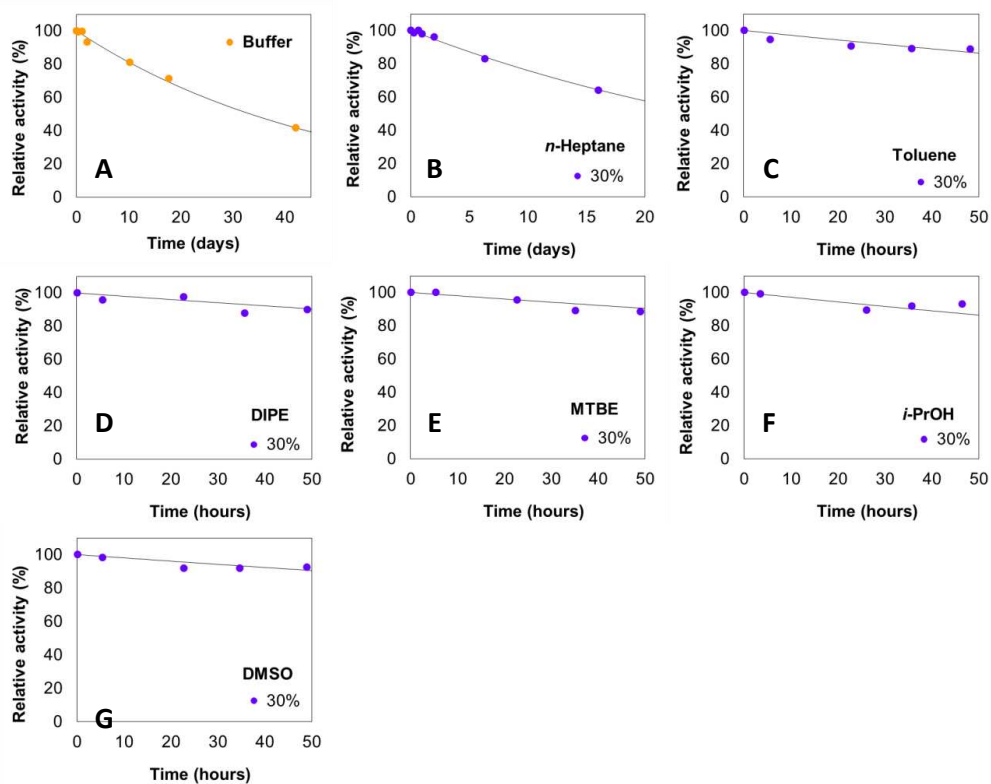 Relative activity (%)
100
80
60
40
20
0
Buffer
A
0 20 40
Time (days)
Relative activity (%)
100
80
60
40
20
0
n-Heptane
30%
B
0 5 10 15 20
Time (days)
Relative activity (%)
100
80
60
40
20
0
Toluene
30%
C
0 10 20 30 40 50
Time (hours)
Relative activity (%)
100
80
60
40
20
0
DIPE
30%
D
0 10 20 30 40 50
Time (hours)
Relative activity (%)
100
80
60
40
20
0
MTBE
30%
E
0 10 20 30 40 50
Time (hours)
Relative activity (%)
100
80
60
40
20
0
i-PrOH
30%
F
0 10 20 30 40 50
Time (hours)
Relative activity (%)
100
80
60
40
20
0
DMSO
30%
G
0 10 20 30 40 50
Time (hours)